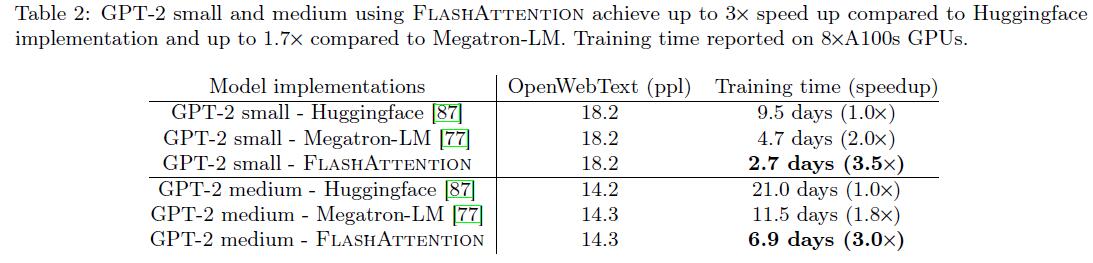 Table 2: GPT-2 small and medium using FLASHATTENTION achieve up to 3× speed up compared to Huggingface
implementation and up to 1.7× compared to Megatron-LM. Training time reported on 8×A100s GPUs.
Model implementations OpenWebText (ppl) Training time (speedup)
GPT-2 small - Huggingface [87] 18.2 9.5 days (1.0×)
GPT-2 small - Megatron-LM [77] 18.2 4.7 days (2.0×)
GPT-2 small - FLASHATTENTION 18.2 2.7 days (3.5×)
GPT-2 medium - Huggingface [87] 14.2 21.0 days (1.0×)
GPT-2 medium - Megatron-LM [77] 14.3 11.5 days (1.8×)
GPT-2 medium - FLASHATTENTION 14.3 6.9 days (3.0×)